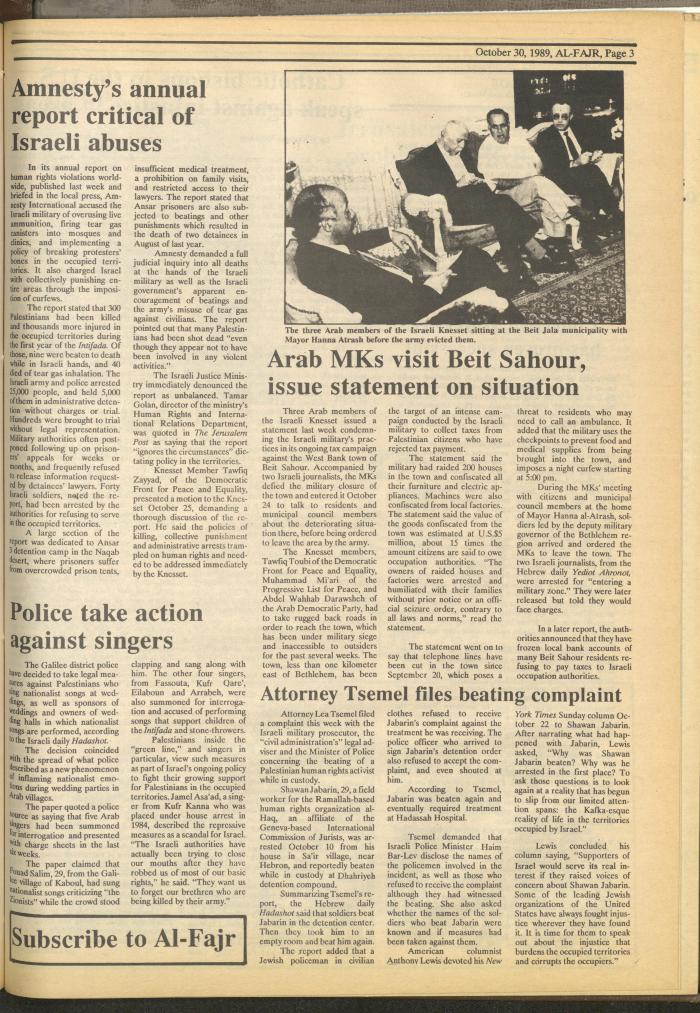 October 30, 1989, AL-FAJR, Page 3
Amnesty's annual
report critical of
Israeli abuses
In its annual report on
human rights violations world-
wide, published last week and
briefed in the local press, Am-
nesty International accused the
Israeli military of overusing live
ammunition, firing tear gas
canisters into mosques and
clinics, and implementing a
policy of breaking protesters'
bones in the occupied terri-
tories. It also charged Israel
with collectively punishing en-
tire areas through the imposi-
tion of curfews.
The report stated that 300
Palestinians had been killed
and thousands more injured in
the occupied territories during
the first year of the Intifada. Of
those, nine were beaten to death
while in Israeli hands, and 40
died of tear gas inhalation. The
Israeli army and police arrested
25,000 people, and held 5,000
of them in administrative deten-
tion without charges or trial.
Hundreds were brought to trial
without legal representation.
Military authorities often post-
poned following up on prison-
ers' appeals for weeks or
months, and frequently refused
to release information request-
ed by detainees' lawyers. Forty
Israeli soldiers, noted the re-
port, had been arrested by the
authorities for refusing to serve
in the occupied territories.
A large section of the
report was dedicated to Ansar
3 detention camp in the Naqab
desert, where prisoners suffer
from overcrowded prison tents,
insufficient medical treatment,
a prohibition on family visits,
and restricted access to their
lawyers. The report stated that
Ansar prisoners are also sub-
jected to beatings and other
punishments which resulted in
the death of two detainees in
August of last year.
Amnesty demanded a full
judicial inquiry into all deaths
at the hands of the Israeli
military as well as the Israeli
government's apparent en-
couragement of beatings and
the army's misuse of tear gas
against civilians. The report
pointed out that many Palestin-
ians had been shot dead "even
though they appear not to have
been involved in any violent
activities."
The Israeli Justice Minis-
try immediately denounced the
report as unbalanced. Tamar
Golan, director of the ministry's
Human Rights and Interna-
tional Relations Department,
was quoted in The Jerusalem
Post as saying that the report
"ignores the circumstances" dic-
tating policy in the territories.
Knesset Member Tawfiq
Zayyad, of the Democratic
Front for Peace and Equality,
presented a motion to the Knes-
set October 25, demanding a
thorough discussion of the re-
port. He said the policies of
killing, collective punishment
and administrative arrests tram-
pled on human rights and need-
ed to be addressed immediately
by the Knesset.
The three Arab members of the Israeli Knesset sitting at the Beit Jala municipality with
Mayor Hanna Atrash before the army evicted them.
Arab MKs visit Beit Sahour,
issue statement on situation
Three Arab members of
the Israeli Knesset issued a
statement last week condemn-
ing the Israeli military's prac-
tices in its ongoing tax campaign
against the West Bank town of
Beit Sahour. Accompanied by
two Israeli journalists, the MKs
defied the military closure of
the town and entered it October
24 to talk to residents and
municipal council members
about the deteriorating situa-
tion there, before being ordered
to leave the area by the army.
The Knesset members,
Tawfiq Toubi of the Democratic
Front for Peace and Equality,
Muhammad Mi'ari of the
Progressive List for Peace, and
Abdel Wahhab Darawsheh of
the Arab Democratic Party, had
to take rugged back roads in
order to reach the town, which
has been under military siege
and inaccessible to outsiders
for the past several weeks. The
town, less than one kilometer
east of Bethlehem, has been
the target of an intense cam-
paign conducted by the Israeli
military to collect taxes from
Palestinian citizens who have
rejected tax payment.
The statement said the
military had raided 200 houses
in the town and confiscated all
their furniture and electric ap-
pliances. Machines were also
confiscated from local factories.
The statement said the value of
the goods confiscated from the
town was estimated at U.S.$5
million, about 15 times the
amount citizens are said to owe
occupation authorities. "The
owners of raided houses and
factories were arrested and
humiliated with their families
without prior notice or an offi-
cial seizure order, contrary to
all laws and norms," read the
statement.
The statement went on to
say that telephone lines have
been cut in the town since
September 20, which poses a
threat to residents who may
need to call an ambulance. It
added that the military uses the
checkpoints to prevent food and
medical supplies from being
brought into the town, and
imposes a night curfew starting
at 5:00 pm.
During the MKs' meeting
with citizens and municipal
council members at the home
of Mayor Hanna al-Atrash, sol-
diers led by the deputy military
governor of the Bethlehem re-
gion arrived and ordered the
MKs to leave the town. The
two Israeli journalists, from the
Hebrew daily Yediot Ahronot,
were arrested for "entering a
military zone." They were later
released but told they would
face charges.
In a later report, the auth-
orities announced that they have
frozen local bank accounts of
many Beit Sahour residents re-
fusing to pay taxes to Israeli
occupation authorities.
Police take action
against singers
The Galilee district police
have decided to take legal mea-
sures against Palestinians who
sing nationalist songs at wed-
dings, as well as sponsors of
weddings and owners of wed-
ding halls in which nationalist
songs are performed, according
to the Israeli daily Hadashot.
The decision coincided
with the spread of what police
described as a new phenomenon
of inflaming nationalist emo-
tions during wedding parties in
Arab villages.
The paper quoted a police
source as saying that five Arab
singers had been summoned
for interrogation and presented
with charge sheets in the last
six weeks.
The paper claimed that
Fouad Salim, 29, from the Gali-
lee village of Kaboul, had sung
nationalist songs criticizing "the
Zionists" while the crowd stood
clapping and sang along with
him. The other four singers,
from Fassouta, Kufr Qare',
Eilaboun and Arrabeh, were
also summoned for interroga-
tion and accused of performing
songs that support children of
the Intifada and stone-throwers.
Palestinians inside the
"green line," and singers in
particular, view such measures
as part of Israel's ongoing policy
to fight their growing support
for Palestinians in the occupied
territories. Jamel Asa'ad, a sing-
er from Kufr Kanna who was
placed under house arrest in
1984, described the repressive
measures as a scandal for Israel.
"The Israeli authorities have
actually been trying to close
our mouths after they have
robbed us of most of our basic
rights," he said. "They want us
to forget our brethren who are
being killed by their army."
Subscribe to Al-Fajr
Attorney Tsemel files beating complaint
Attorney Lea Tsemel filed
a complaint this week with the
Israeli military prosecutor, the
"civil administration's" legal ad-
viser and the Minister of Police
concerning the beating of a
Palestinian human rights activist
while in custody.
Shawan Jabarin, 29, a field
worker for the Ramallah-based
human rights organization al-
Haq, an affiliate of the
Geneva-based International
Commission of Jurists, was ar-
rested October 10 from his
house in Sa'ir village, near
Hebron, and reportedly beaten
while in custody at Dhahriyeh
detention compound.
Summarizing Tsemel's re-
port, the Hebrew daily
Hadashot said that soldiers beat
Jabarin in the detention center.
Then they took him to an
empty room and beat him again.
The report added that a
Jewish policeman in civilian
clothes refused to receive
Jabarin's complaint against the
treatment he was receiving. The
police officer who arrived to
sign Jabarin's detention order
also refused to accept the com-
plaint, and even shouted at
him.
According to Tsemel,
Jabarin was beaten again and
eventually required treatment
at Hadassah Hospital.
Tsemel demanded that
Israeli Police Minister Haim
Bar-Lev disclose the names of
the policemen involved in the
incident, as well as those who
refused to receive the complaint
although they had witnessed
the beating. She also asked
whether the names of the sol-
diers who beat Jabarin were
known and if measures had
been taken against them.
American columnist
Anthony Lewis devoted his New
York Times Sunday column Oc-
tober 22 to Shawan Jabarin.
After narrating what had hap-
pened with Jabarin, Lewis
asked, "Why was Shawan
Jabarin beaten? Why was he
arrested in the first place? To
ask those questions is to look
again at a reality that has begun
to slip from our limited atten-
tion spans: the Kafka-esque
reality of life in the territories
occupied by Israel."
Lewis concluded his
column saying, "Supporters of
Israel would serve its real inter-
est if they raised voices of
concern about Shawan Jabarin.
Some of the leading Jewish
organizations of the United
States have always fought injus-
tice wherever they have found
it. It is time for them to speak
out about the injustice that
burdens the occupied territories
and corrupts the occupiers."